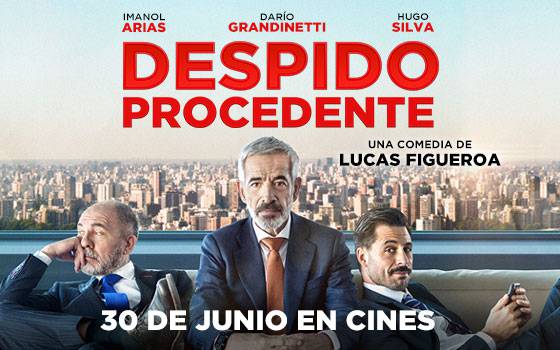 IMANOL
ARIAS
DARÍO
GRANDINETTI
HUGO
SILVA
DESPIDO
PROCEDENTE
UNA COMEDIA DE
LUCAS FIGUEROA
30 DE JUNIO EN CINES